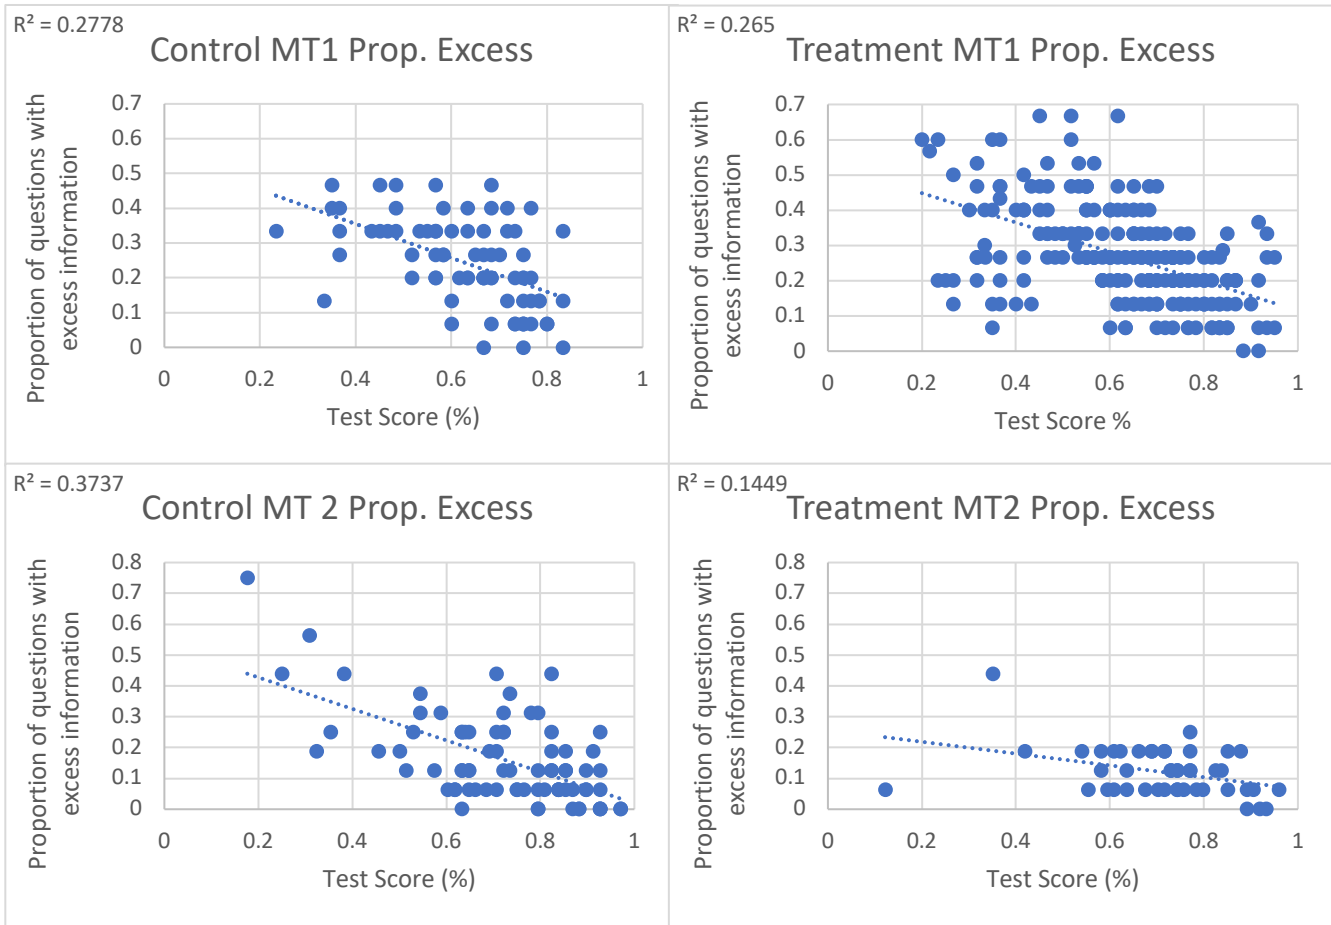 R² = 0.2778
Control MT1 Prop. Excess
Proportion of questions with
excess information
0.7
0.6
0.5
0.4
0.3
0.2
0.1
0
0 0.2 0.4 0.6 0.8 1
Test Score (%)
R² = 0.265
Treatment MT1 Prop. Excess
Proportion of questions with
excess information
0.7
0.6
0.5
0.4
0.3
0.2
0.1
0
0 0.2 0.4 0.6 0.8 1
Test Score %
R² = 0.3737
Control MT 2 Prop. Excess
Proportion of questions with
excess information
0.8
0.7
0.6
0.5
0.4
0.3
0.2
0.1
0
0 0.2 0.4 0.6 0.8 1
Test Score (%)
R² = 0.1449
Treatment MT2 Prop. Excess
Proportion of questions with
excess information
0.8
0.7
0.6
0.5
0.4
0.3
0.2
0.1
0
0 0.2 0.4 0.6 0.8 1
Test Score (%)